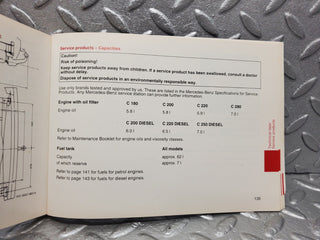 Service products - Capacities
Caution!
Risk of poisoning!
Keep service products away from children. If a service product has been swallowed, consult a doctor
without delay.
Dispose of service products in an environmentally responsible way.
Use only brands tested and approved by us. These are listed in the Mercedes-Benz Specifications for Service
Products. Any Mercedes-Benz service station can provide further information.
Engine with oil filter C 180 C 200 C 220 C 280
Engine oil 5.8 l 5.8 l 5.8 l 7.0 l
C 200 DIESEL C 220 DIESEL C 250 DIESEL
Engine oil 6.0 l 6.5 l 7.0 l
Refer to Maintenance Booklet for engine oils and viscosity classes.
Fuel tank All models
Capacity approx. 62 l
of which reserve approx. 7 l
Refer to page 141 for fuels for petrol engines.
Refer to page 143 for fuels for diesel engines.
Technical data
Service products